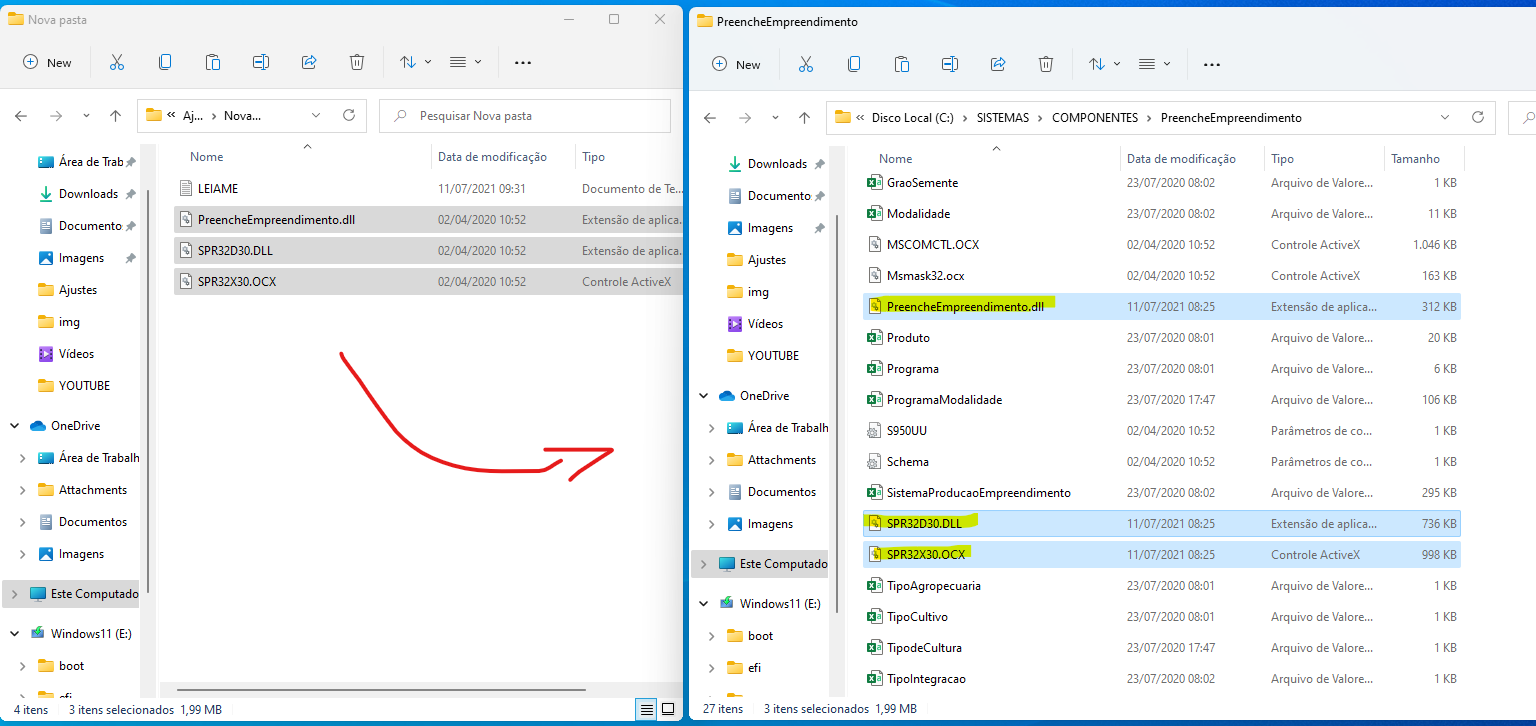 Nova pasta
New
Aj... Nova...
Pesquisar Nova pasta
Área de Trab
Downloads
Documento
Imagens
Ajustes
img
Vídeos
YOUTUBE
OneDrive
Área de Trabalh
Attachments
Documentos
Imagens
Este Computado
Windows11 (E:)
boot
efi
Nome Data de modificação Tipo
LEIAME 11/07/2021 09:31 Documento de Te...
PreencheEmpreendimento.dll 02/04/2020 10:52 Extensão de aplica...
SPR32D30.DLL 02/04/2020 10:52 Extensão de aplica...
SPR32X30.OCX 02/04/2020 10:52 Controle ActiveX
4 itens 3 itens selecionados 1,99 MB
PreencheEmpreendimento
New
Disco Local (C:) SISTEMAS COMPONENTES PreencheEmpreendimento
Downloads
Documento
Imagens
Ajustes
img
Vídeos
YOUTUBE
OneDrive
Área de Trabalh
Attachments
Documentos
Imagens
Este Computado
Windows11 (E:)
boot
efi
Nome Data de modificação Tipo Tamanho
GraoSemente 23/07/2020 08:02 Arquivo de Valore... 1 KB
Modalidade 23/07/2020 08:02 Arquivo de Valore... 11 KB
MSCOMCTL.OCX 02/04/2020 10:52 Controle ActiveX 1.046 KB
Msmask32.ocx 02/04/2020 10:52 Controle ActiveX 163 KB
PreencheEmpreendimento.dll 11/07/2021 08:25 Extensão de aplica... 312 KB
Produto 23/07/2020 08:01 Arquivo de Valore... 20 KB
Programa 23/07/2020 08:01 Arquivo de Valore... 6 KB
ProgramaModalidade 23/07/2020 17:47 Arquivo de Valore... 106 KB
S950UU 02/04/2020 10:52 Parâmetros de co... 1 KB
Schema 02/04/2020 10:52 Parâmetros de co... 1 KB
SistemaProducaoEmpreendimento 23/07/2020 08:02 Arquivo de Valore... 295 KB
SPR32D30.DLL 11/07/2021 08:25 Extensão de aplica... 736 KB
SPR32X30.OCX 11/07/2021 08:25 Controle ActiveX 998 KB
TipoAgropecuaria 23/07/2020 08:01 Arquivo de Valore... 1 KB
TipoCultivo 23/07/2020 08:01 Arquivo de Valore... 1 KB
TipodeCultura 23/07/2020 17:47 Arquivo de Valore... 1 KB
TipoIntegracao 23/07/2020 08:02 Arquivo de Valore... 1 KB
27 itens 3 itens selecionados 1,99 MB